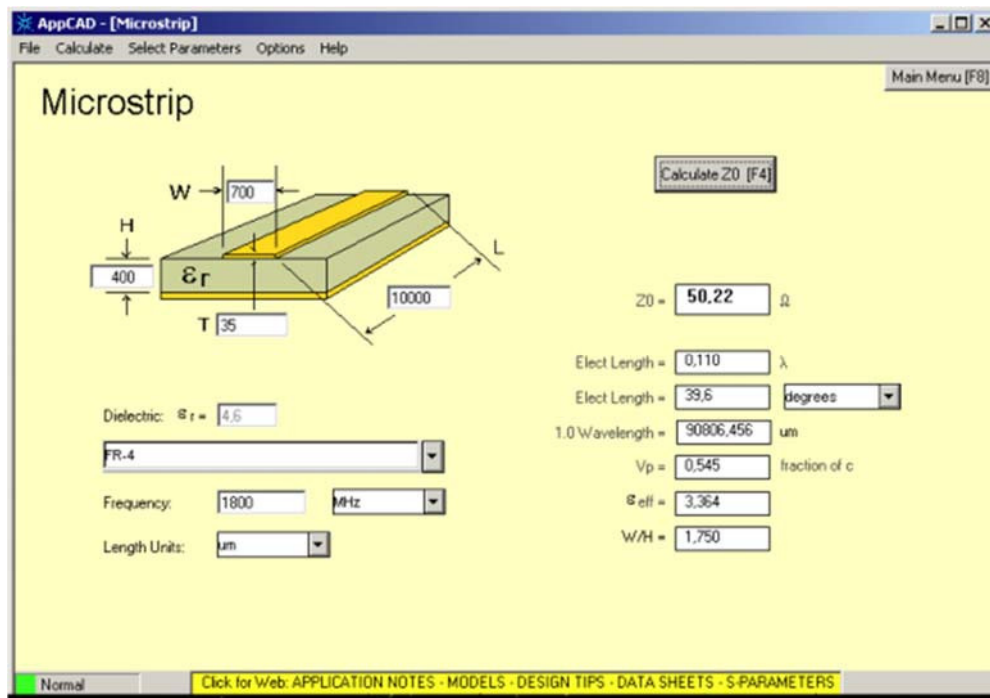 AppCAD - [Microstrip]
File Calculate Select Parameters Options Help
Main Menu [F8]
Microstrip
Calculate Z0 [F4]
W 700
H
400
εr
L
10000
T 35
Z0 = 50,22 Ω
Elect Length = 0,110 λ
Elect Length = 39,6 degrees
1.0 Wavelength = 90806,456 um
Vp = 0,545 fraction of c
ε eff = 3,364
W/H = 1,750
Dielectric: ε r = 4,6
FR-4
Frequency: 1800 MHz
Length Units: um
Normal
Click for Web: APPLICATION NOTES - MODELS - DESIGN TIPS - DATA SHEETS - S-PARAMETERS